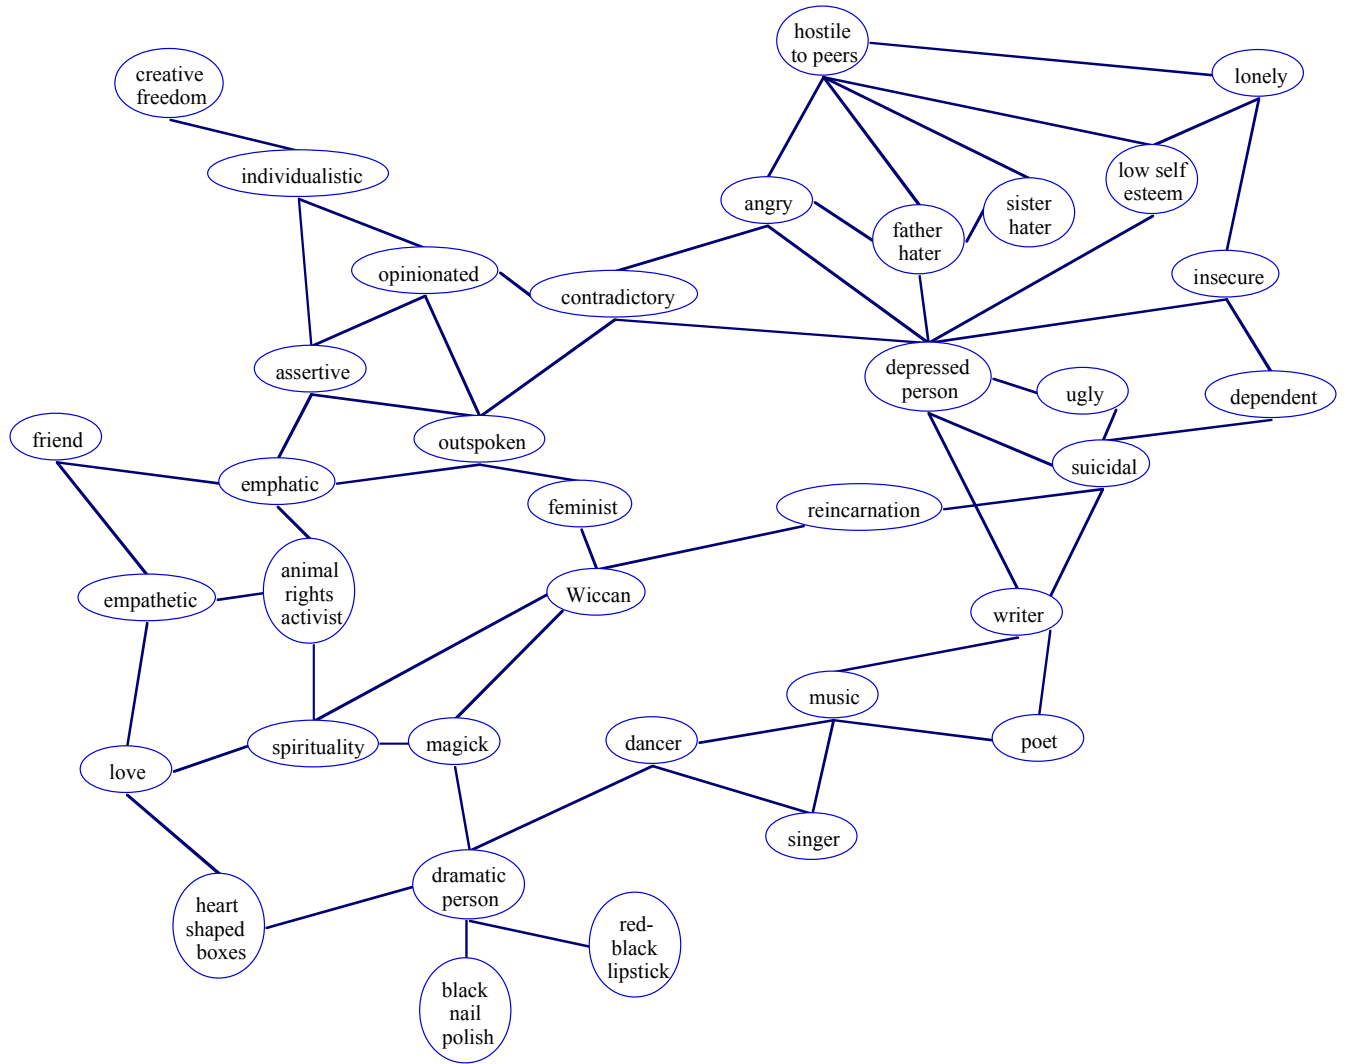 hostile
to peers
creative
freedom
lonely
individualistic
low self
esteem
angry
sister
hater
father
hater
opinionated
contradictory
insecure
assertive
depressed
person
ugly
dependent
friend
outspoken
suicidal
emphatic
feminist
reincarnation
animal
rights
activist
empathetic
Wiccan
writer
music
spirituality
magick
dancer
poet
love
singer
dramatic
person
heart
shaped
boxes
red-
black
lipstick
black
nail
polish